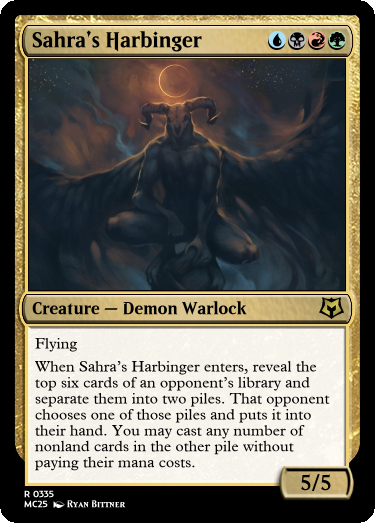 Sahra's Harbinger
Creature — Demon Warlock
Flying
When Sahra's Harbinger enters, reveal the
top six cards of an opponent's library and
separate them into two piles. That opponent
chooses one of those piles and puts it into
their hand. You may cast any number of
nonland cards in the other pile without
paying their mana costs.
5/5
R 0335
MC25 Ryan Bittner